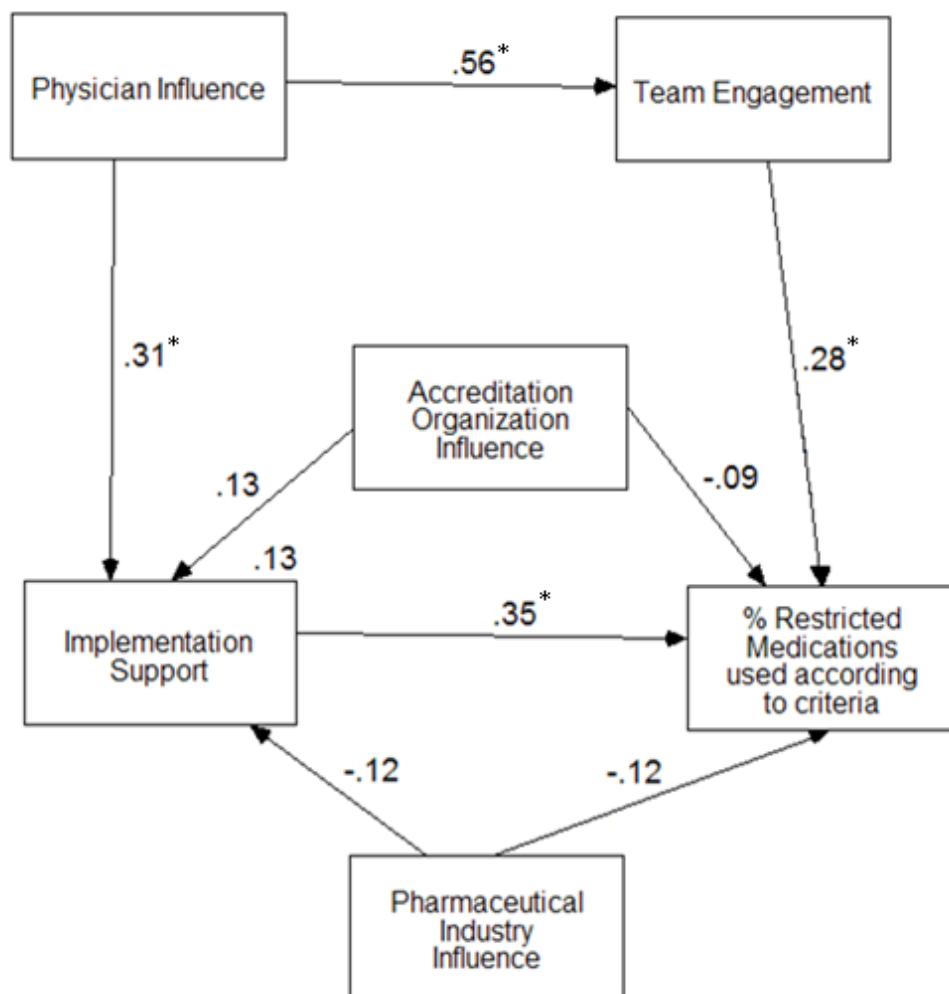 .56*
Physician Influence
Team Engagement
.31*
.28*
Accreditation
Organization
Influence
.13
-.09
.13
.35*
Implementation
Support
% Restricted
Medications
used according
to criteria
-.12
-.12
Pharmaceutical
Industry
Influence